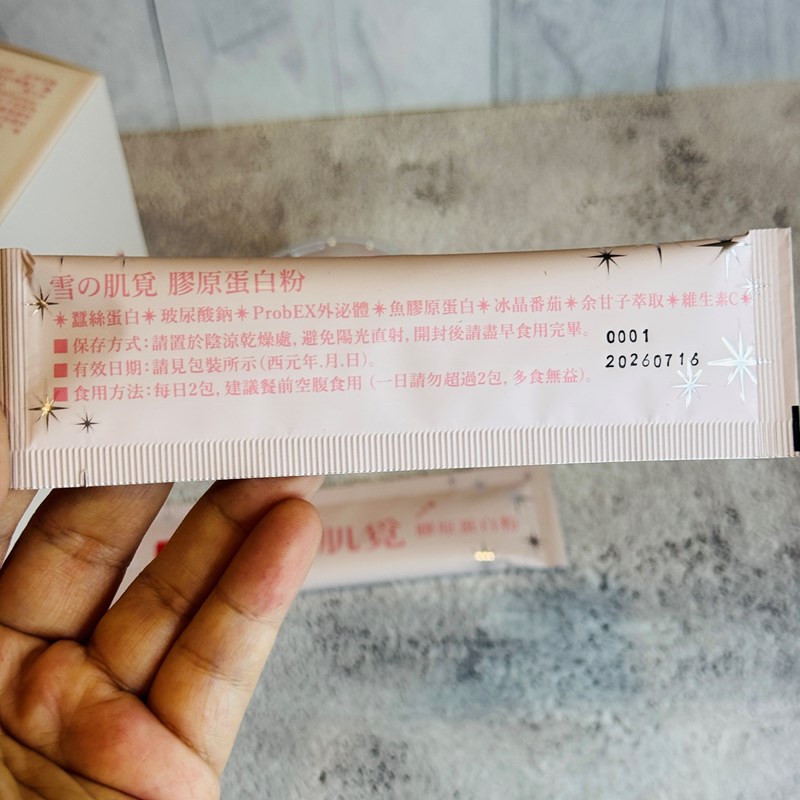 雪の肌覓 膠原蛋白粉
✴蠶絲蛋白✴玻尿酸鈉✴ProbEX外泌體✴魚膠原蛋白✴冰晶番茄✴余甘子萃取✴維生素C✴
■保存方式:請置於陰涼乾燥處, 避免陽光直射, 開封後請盡早食用完畢。
■有效日期:請見包裝所示(西元年.月.日)。
■食用方法:每日2包, 建議餐前空腹食用 (一日請勿超過2包, 多食無益)。
0001
20260716
肌覓 膠原蛋白粉